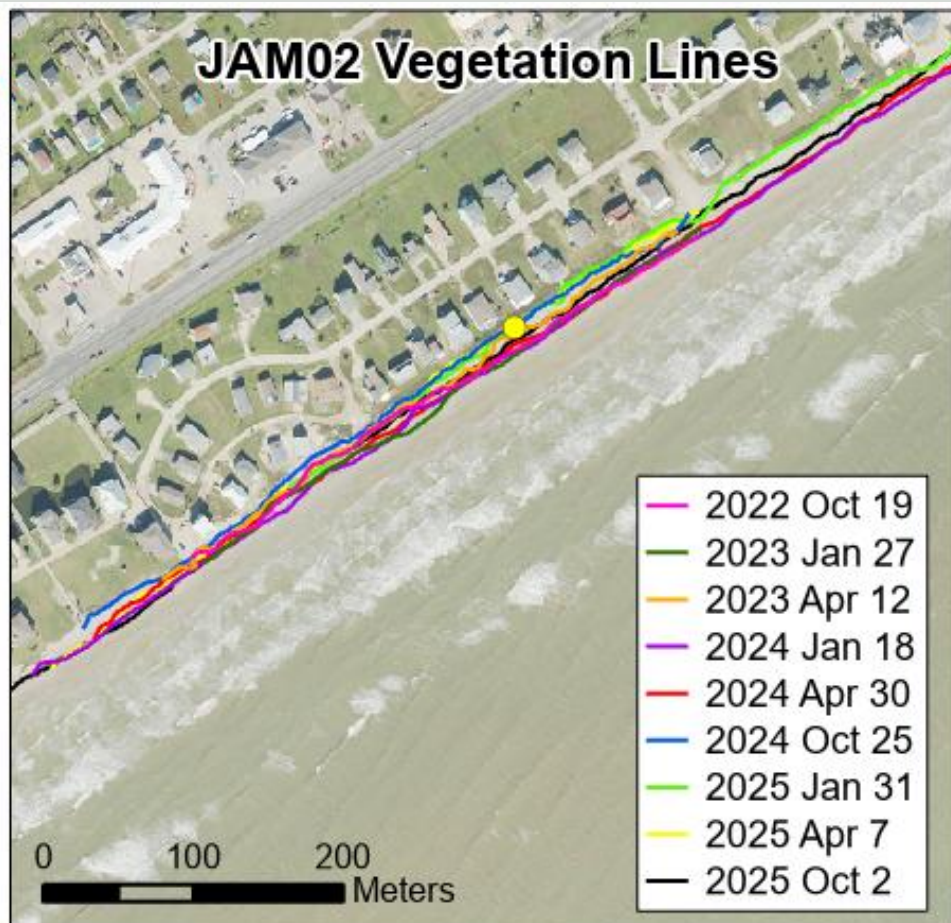 JAM02 Vegetation Lines
2022 Oct 19
2023 Jan 27
2023 Apr 12
2024 Jan 18
2024 Apr 30
2024 Oct 25
2025 Jan 31
2025 Apr 7
2025 Oct 2
0 100 200
Meters